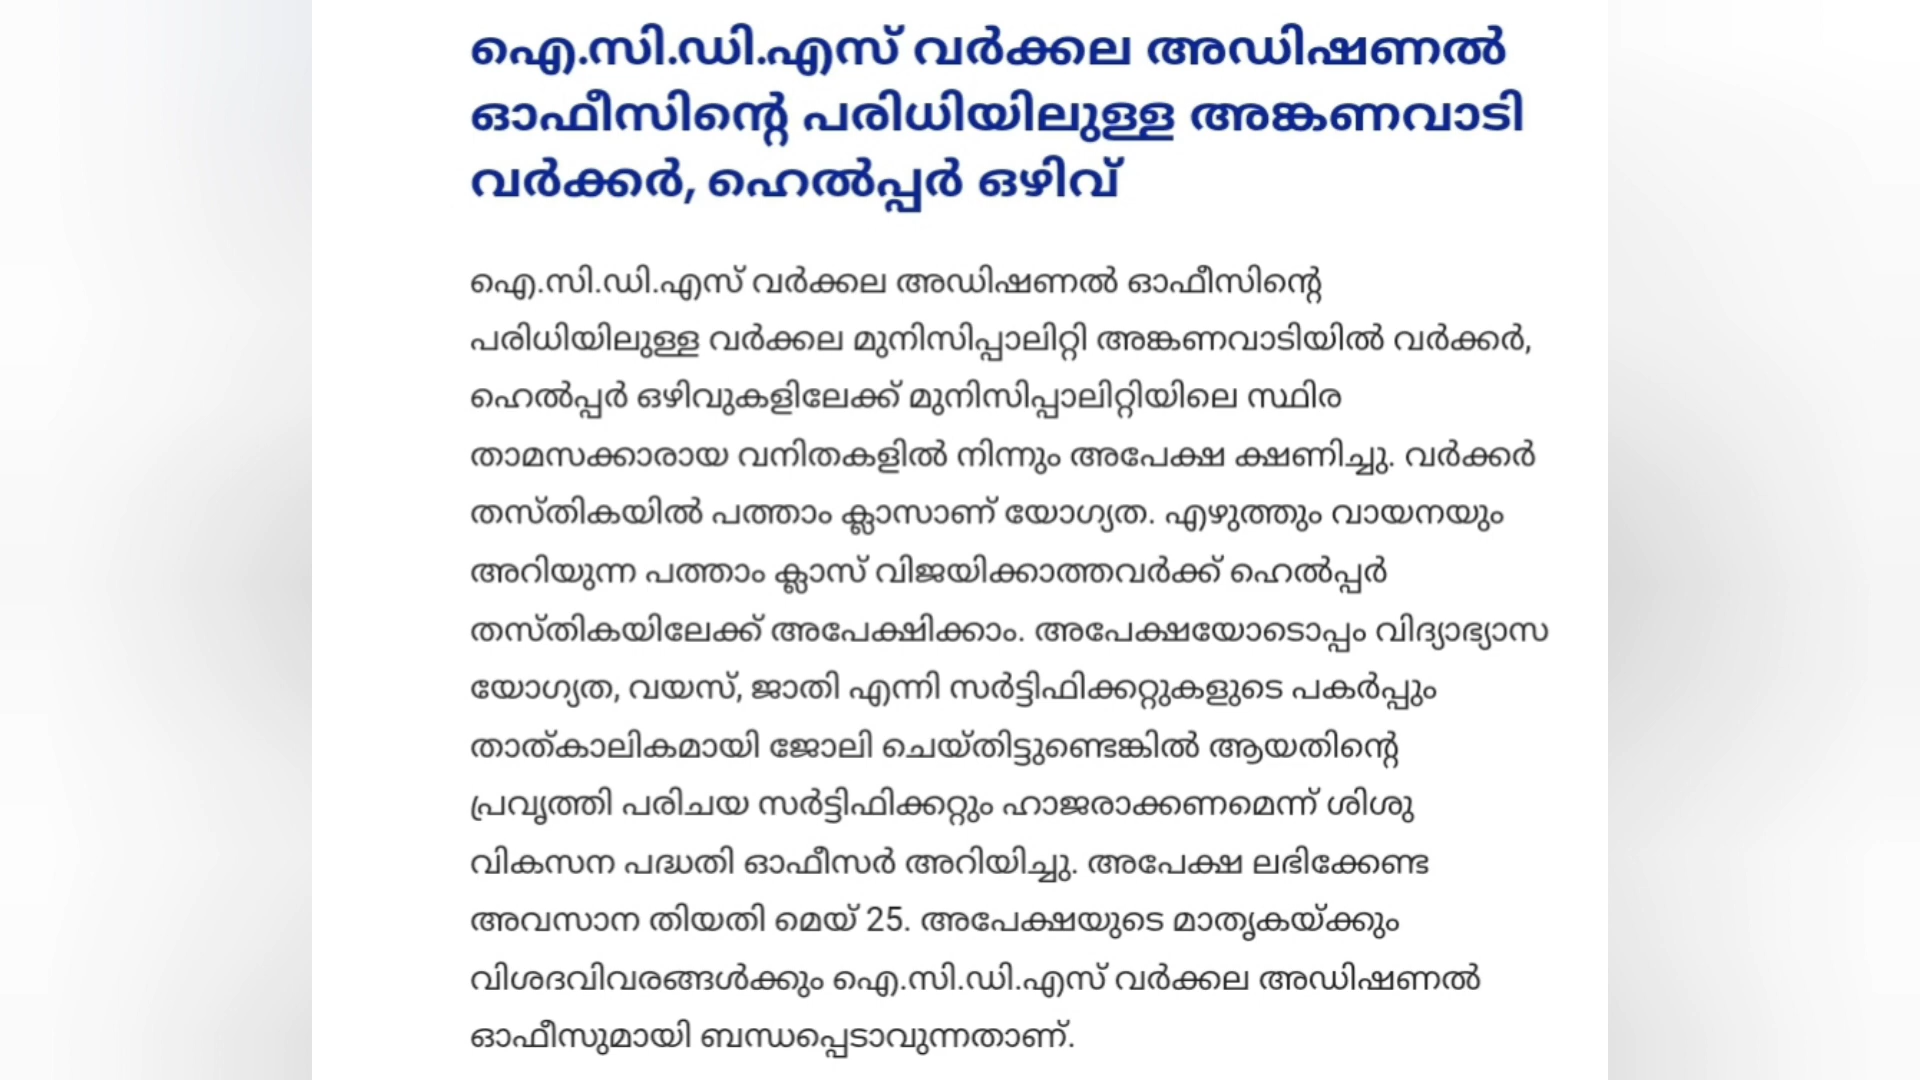 ഐ.സി.ഡി.എസ് വർക്കല അഡിഷണൽ
ഓഫീസിന്റെ പരിധിയിലുള്ള അങ്കണവാടി
വർക്കർ, ഹെൽപ്പർ ഒഴിവ്
ഐ.സി.ഡി.എസ് വർക്കല അഡിഷണൽ ഓഫീസിന്റെ
പരിധിയിലുള്ള വർക്കല മുനിസിപ്പാലിറ്റി അങ്കണവാടിയിൽ വർക്കർ,
ഹെൽപ്പർ ഒഴിവുകളിലേക്ക് മുനിസിപ്പാലിറ്റിയിലെ സ്ഥിര
താമസക്കാരായ വനിതകളിൽ നിന്നും അപേക്ഷ ക്ഷണിച്ചു. വർക്കർ
തസ്തികയിൽ പത്താം ക്ലാസാണ് യോഗ്യത. എഴുത്തും വായനയും
അറിയുന്ന പത്താം ക്ലാസ് വിജയിക്കാത്തവർക്ക് ഹെൽപ്പർ
തസ്തികയിലേക്ക് അപേക്ഷിക്കാം. അപേക്ഷയോടൊപ്പം വിദ്യാഭ്യാസ
യോഗ്യത, വയസ്, ജാതി എന്നി സർട്ടിഫിക്കറ്റുകളുടെ പകർപ്പും
താത്കാലികമായി ജോലി ചെയ്തിട്ടുണ്ടെങ്കിൽ ആയതിന്റെ
പ്രവൃത്തി പരിചയ സർട്ടിഫിക്കറ്റും ഹാജരാക്കണമെന്ന് ശിശു
വികസന പദ്ധതി ഓഫീസർ അറിയിച്ചു. അപേക്ഷ ലഭിക്കേണ്ട
അവസാന തിയതി മെയ് 25. അപേക്ഷയുടെ മാതൃകയ്ക്കും
വിശദവിവരങ്ങൾക്കും ഐ.സി.ഡി.എസ് വർക്കല അഡിഷണൽ
ഓഫീസുമായി ബന്ധപ്പെടാവുന്നതാണ്.